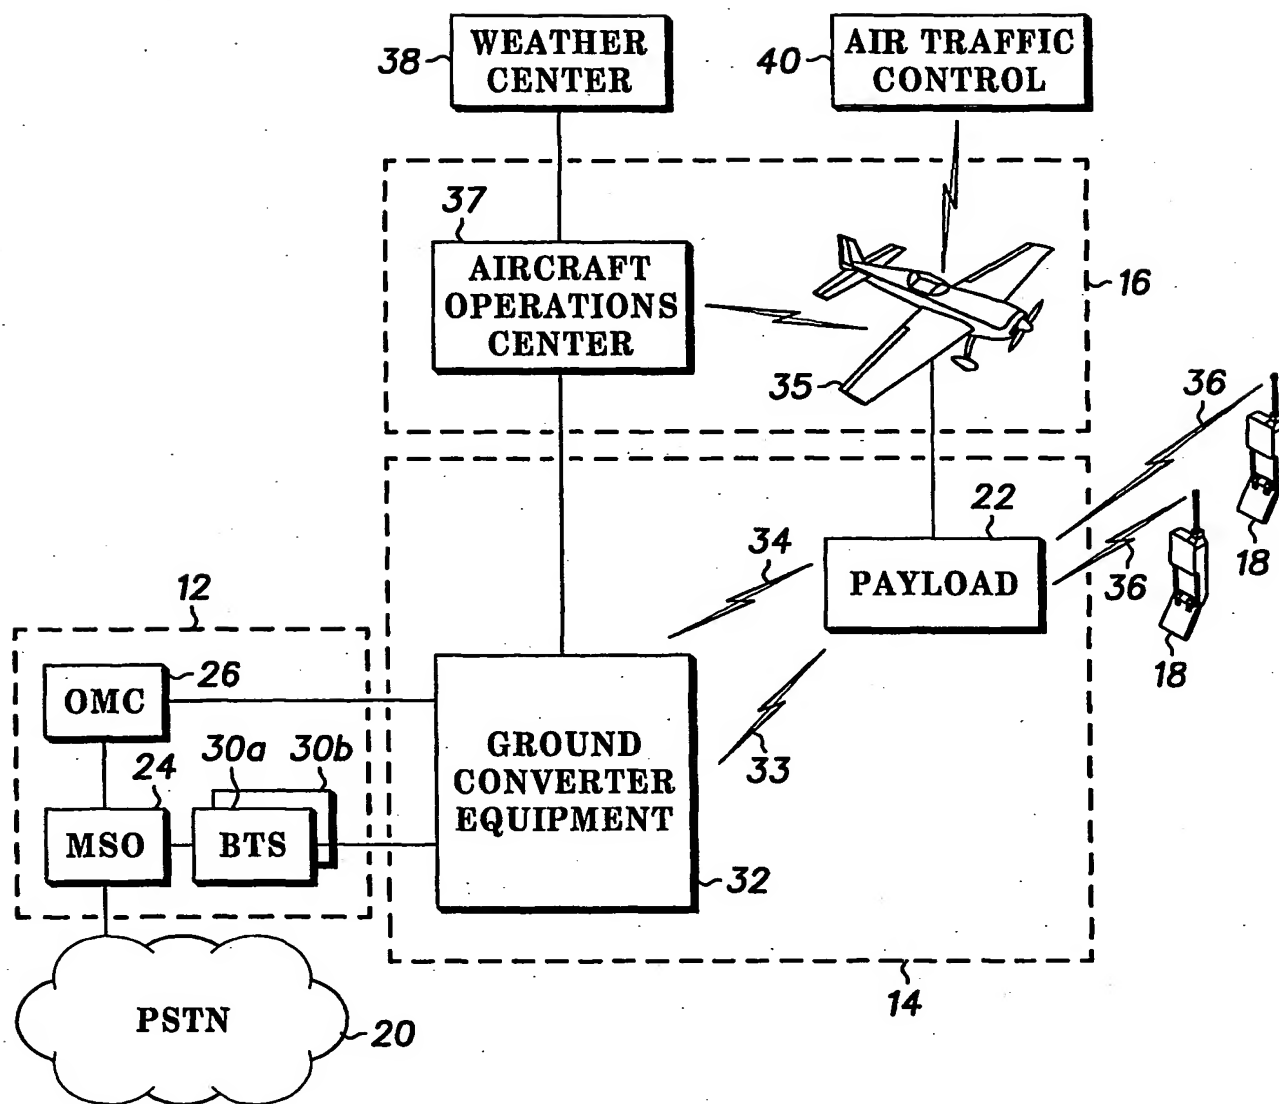 WEATHER
CENTER
38
AIR TRAFFIC
CONTROL
40
37
AIRCRAFT
OPERATIONS
CENTER
16
35
36
22
18
34
PAYLOAD
36
18
12
OMC
26
30a
30b
24
MSO
BTS
GROUND
CONVERTER
EQUIPMENT
33
32
14
PSTN
20